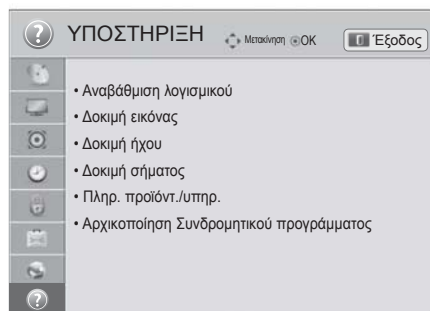 ΥΠΟΣΤΗΡΙΞΗ Μετακίνηση OK Έξοδος
• Αναβάθμιση λογισμικού
• Δοκιμή εικόνας
• Δοκιμή ήχου
• Δοκιμή σήματος
• Πληρ. προϊόντ./υπηρ.
• Αρχικοποίηση Συνδρομητικού προγράμματος